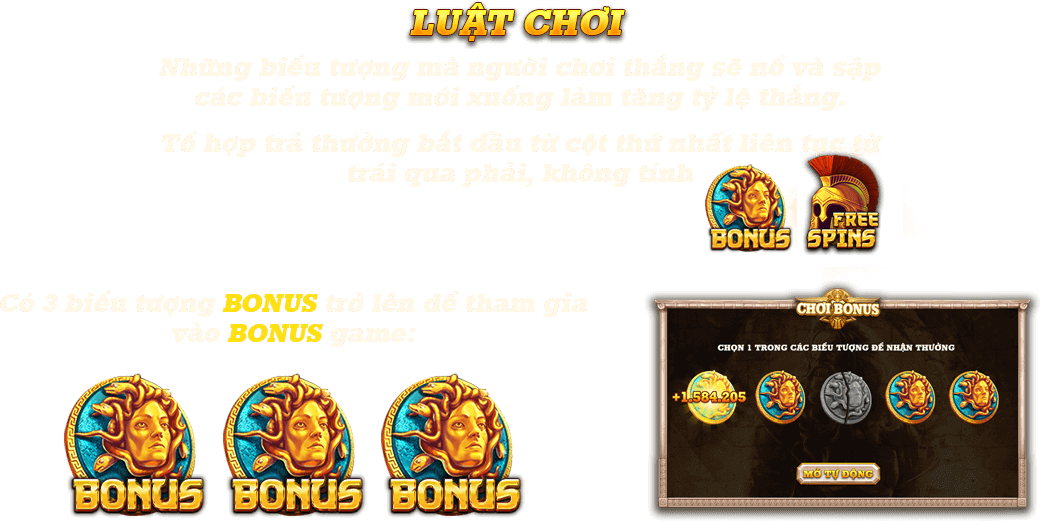 LUẬT CHƠI
Những biểu tượng mà người chơi thắng sẽ nổ và sập
các biểu tượng mới xuống làm tăng tỷ lệ thắng.
Tổ hợp trả thưởng bắt đầu từ cột thứ nhất liên tục từ
trái qua phải, không tính
BONUS
FREE
SPINS
Có 3 biểu tượng BONUS trở lên để tham gia
vào BONUS game:
BONUS BONUS BONUS
CHƠI BONUS
CHỌN 1 TRONG CÁC BIỂU TƯỢNG ĐỂ NHẬN THƯỞNG
+1.584.205
MỞ TỰ ĐỘNG